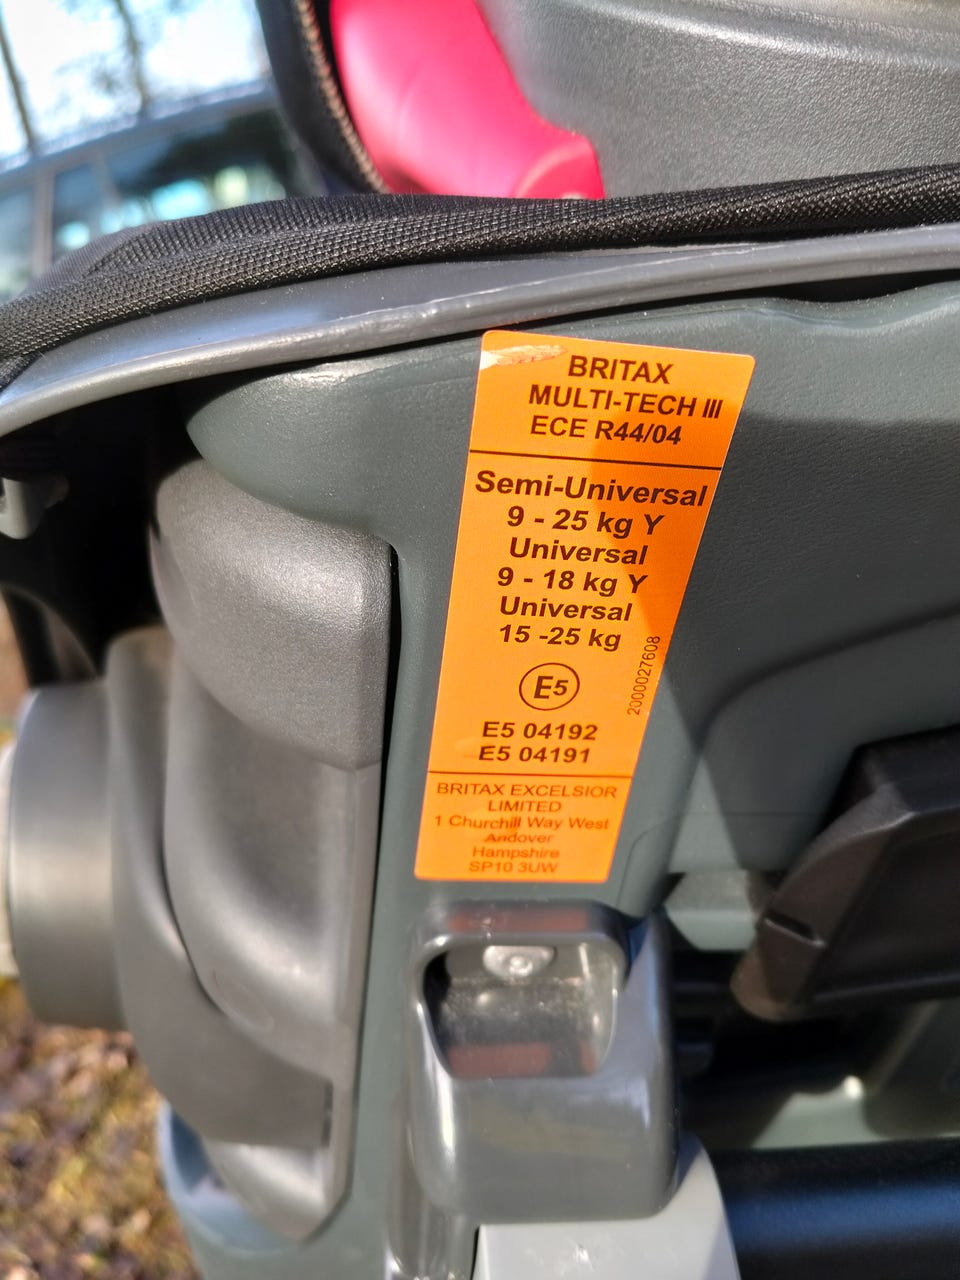 BRITAX
MULTI-TECH III
ECE R44/04
Semi-Universal
9 - 25 kg Y
Universal
9 - 18 kg Y
Universal
15 -25 kg
E5
2000027608
E5 04192
E5 04191
BRITAX EXCELSIOR
LIMITED
1 Churchill Way West
Andover
Hampshire
SP10 3UW